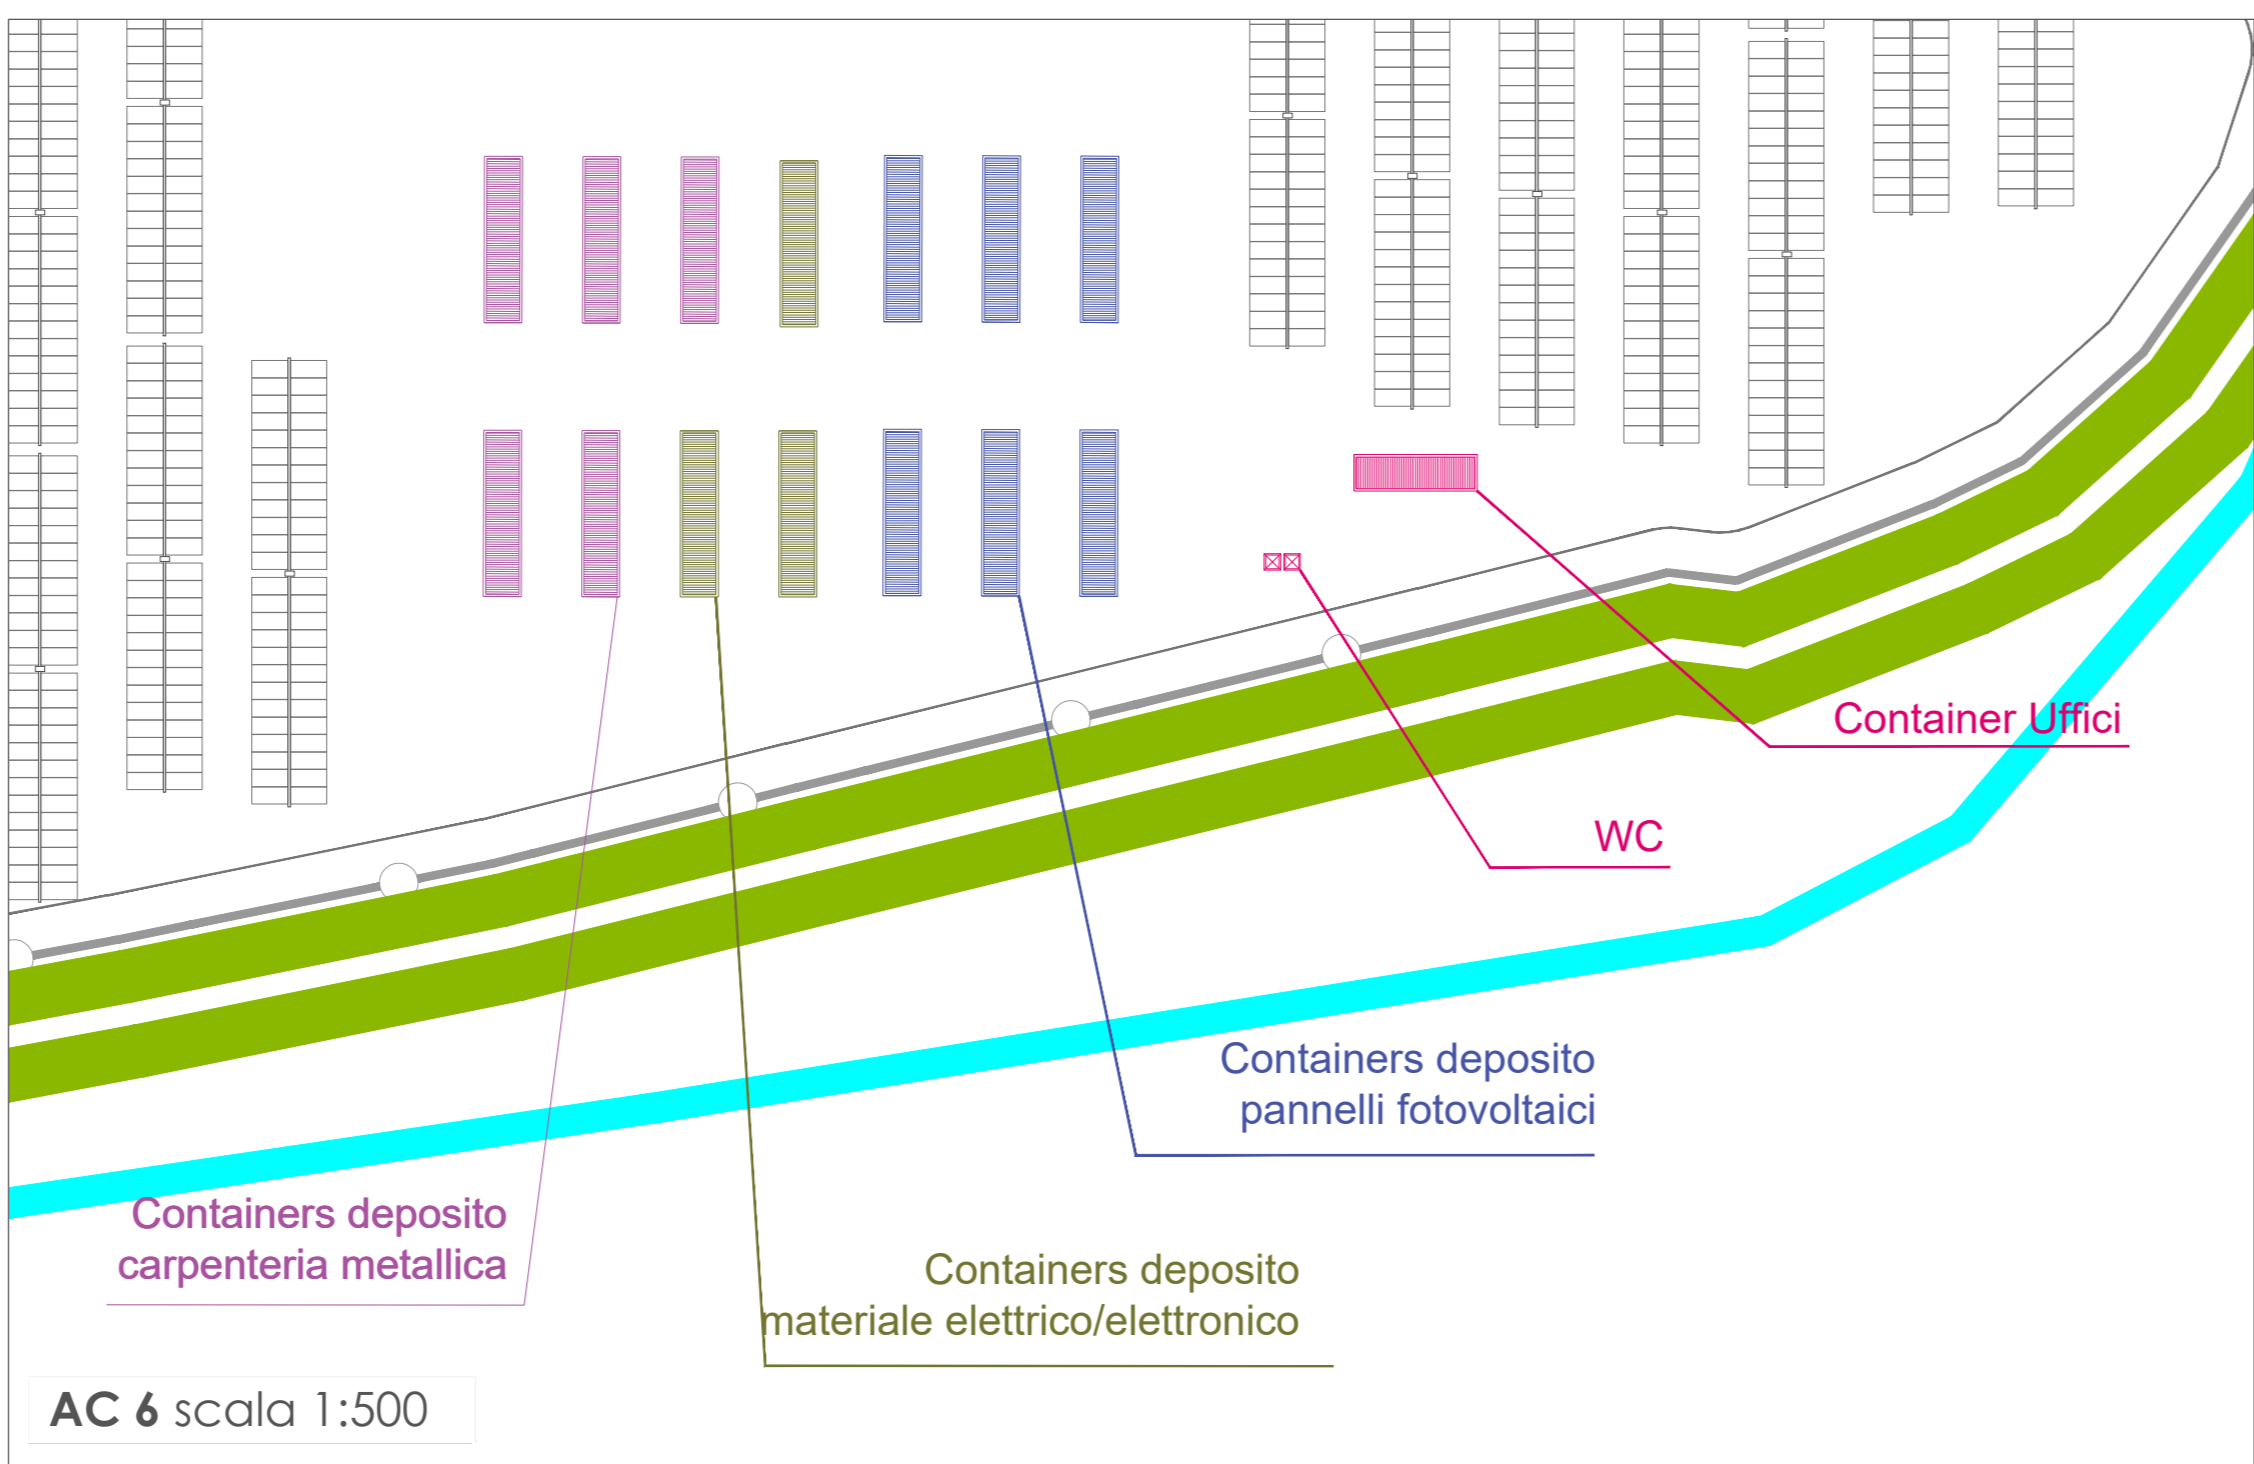 Container Uffici
WC
Containers deposito
pannelli fotovoltaici
Containers deposito
carpenteria metallica
Containers deposito
materiale elettrico/elettronico
AC 6 scala 1:500